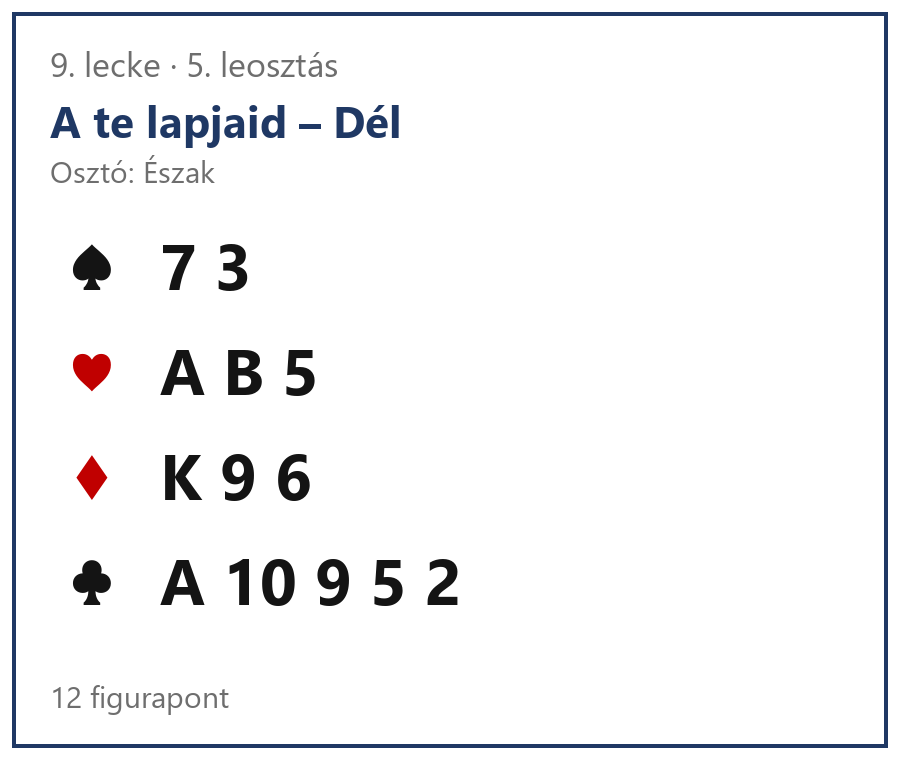 9. lecke · 5. leosztás
A te lapjaid – Dél
Osztó: Észak
♠ 7 3
♥ A B 5
♦ K 9 6
♣ A 10 9 5 2
12 figurapont